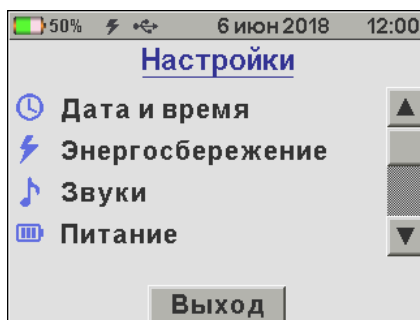 50% 6 июн 2018 12:00
Настройки
Дата и время
Энергосбережение
Звуки
Питание
Выход